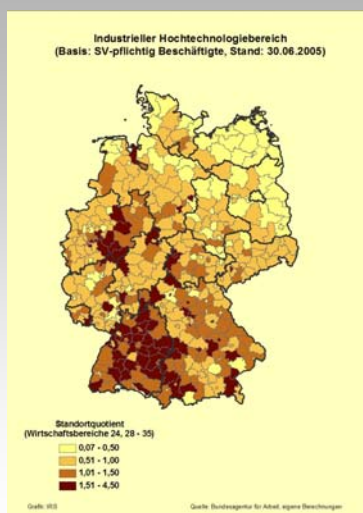 Industrieller Hochtechnologiebereich
(Basis: SV-pflichtig Beschäftigte, Stand: 30.06.2005)
Standortquotient
(Wirtschaftsbereiche 24, 28 - 35)
0,07 - 0,50
0,51 - 1,00
1,01 - 1,50
1,51 - 4,50
Grafik: IRS
Quelle: Bundesagentur für Arbeit, eigene Berechnungen